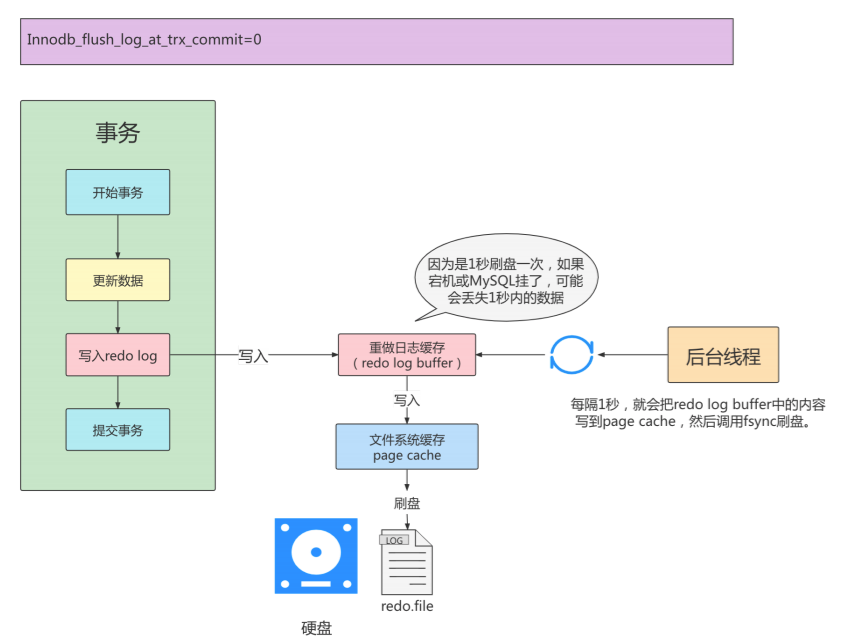 Innodb_flush_log_at_trx_commit=0
事务
开始事务
更新数据
写入redo log
提交事务
写入
因为是1秒刷盘一次，如果
宕机或MySQL挂了，可能
会丢失1秒内的数据
重做日志缓存
（redo log buffer）
写入
文件系统缓存
page cache
刷盘
LOG
redo.file
硬盘
后台线程
每隔1秒，就会把redo log buffer中的内容
写到page cache，然后调用fsync刷盘。